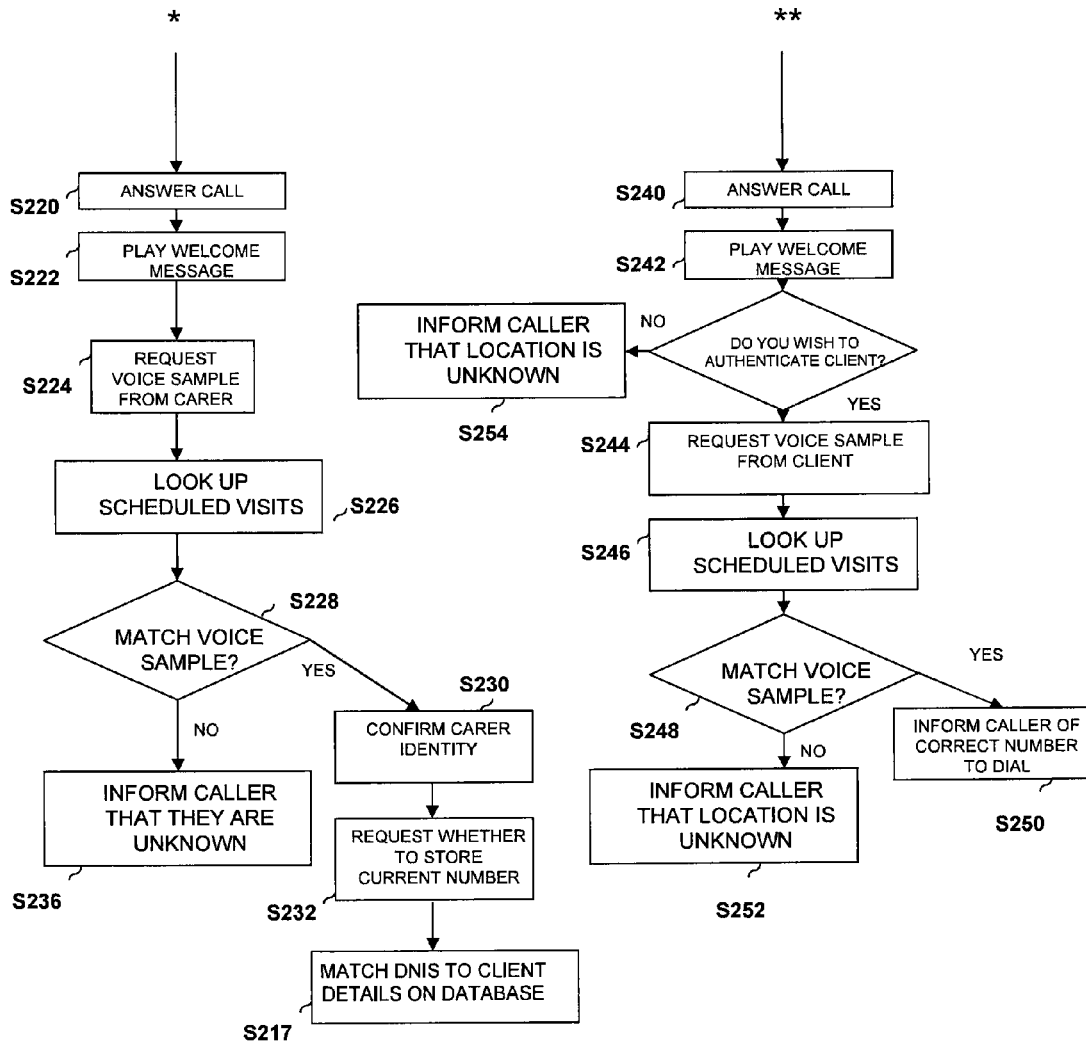 *
ANSWER CALL
S220
PLAY WELCOME
MESSAGE
S222
REQUEST
VOICE SAMPLE
FROM CARER
S224
LOOK UP
SCHEDULED VISITS
S226
S228
MATCH VOICE
SAMPLE?
YES
NO
S230
CONFIRM CARER
IDENTITY
INFORM CALLER
THAT THEY ARE
UNKNOWN
S236
REQUEST WHETHER
TO STORE
CURRENT NUMBER
S232
MATCH DNIS TO CLIENT
DETAILS ON DATABASE
S217
**
ANSWER CALL
S240
PLAY WELCOME
MESSAGE
S242
DO YOU WISH TO
AUTHENTICATE CLIENT?
NO
INFORM CALLER
THAT LOCATION IS
UNKNOWN
S254
YES
S244
REQUEST VOICE SAMPLE
FROM CLIENT
S246
LOOK UP
SCHEDULED VISITS
MATCH VOICE
SAMPLE?
S248
YES
INFORM CALLER OF
CORRECT NUMBER
TO DIAL
S250
NO
INFORM CALLER
THAT LOCATION IS
UNKNOWN
S252